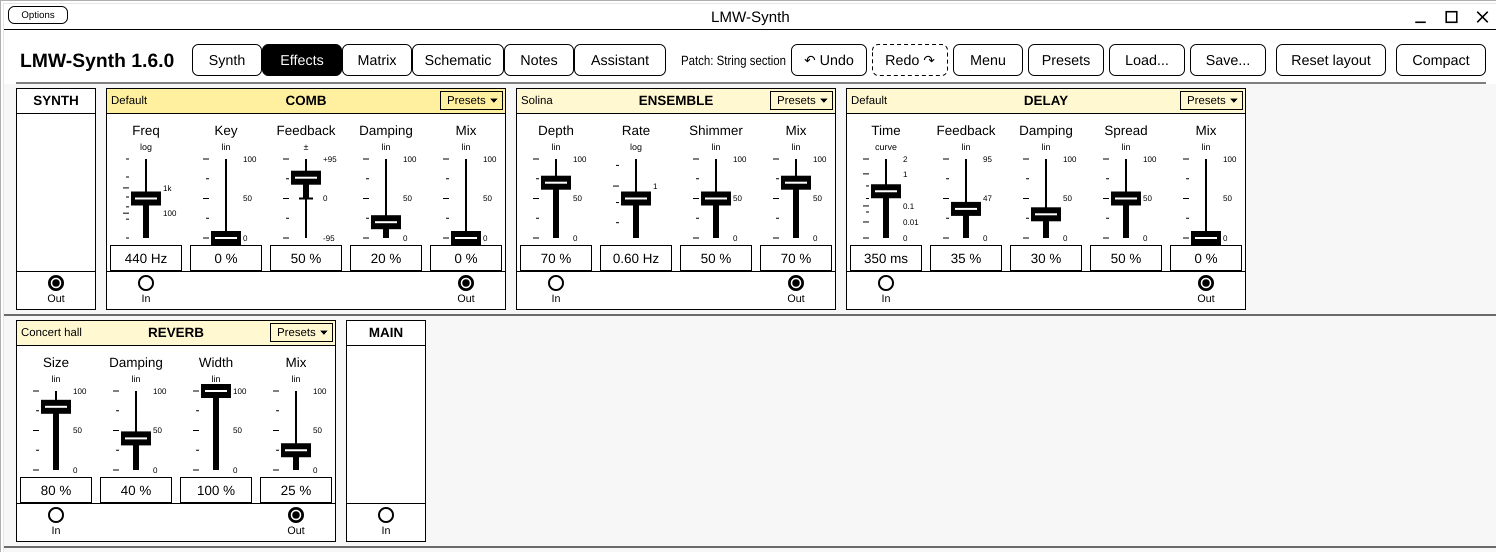 Options
LMW-Synth
LMW-Synth 1.6.0 Synth Effects Matrix Schematic Notes Assistant Patch: String section ↶ Undo Redo ↷ Menu Presets Load... Save... Reset layout Compact
SYNTH Default COMB Presets Solina ENSEMBLE Presets Default DELAY Presets
Freq Key Feedback Damping Mix Depth Rate Shimmer Mix Time Feedback Damping Spread Mix
log lin ± lin lin lin log lin lin curve lin lin lin lin
100 +95 100 100 100 100 100 2 95 100 100 100
1k 1 1
50 0 50 50 50 50 50 47 50 50 50
100 0.1
0.01
0 -95 0 0 0 0 0 0 0 0 0 0
440 Hz 0 % 50 % 20 % 0 % 70 % 0.60 Hz 50 % 70 % 350 ms 35 % 30 % 50 % 0 %
Out In Out In Out In Out
Concert hall REVERB Presets MAIN
Size Damping Width Mix
lin lin lin lin
100 100 100 100
50 50 50 50
0 0 0 0
80 % 40 % 100 % 25 %
In Out In